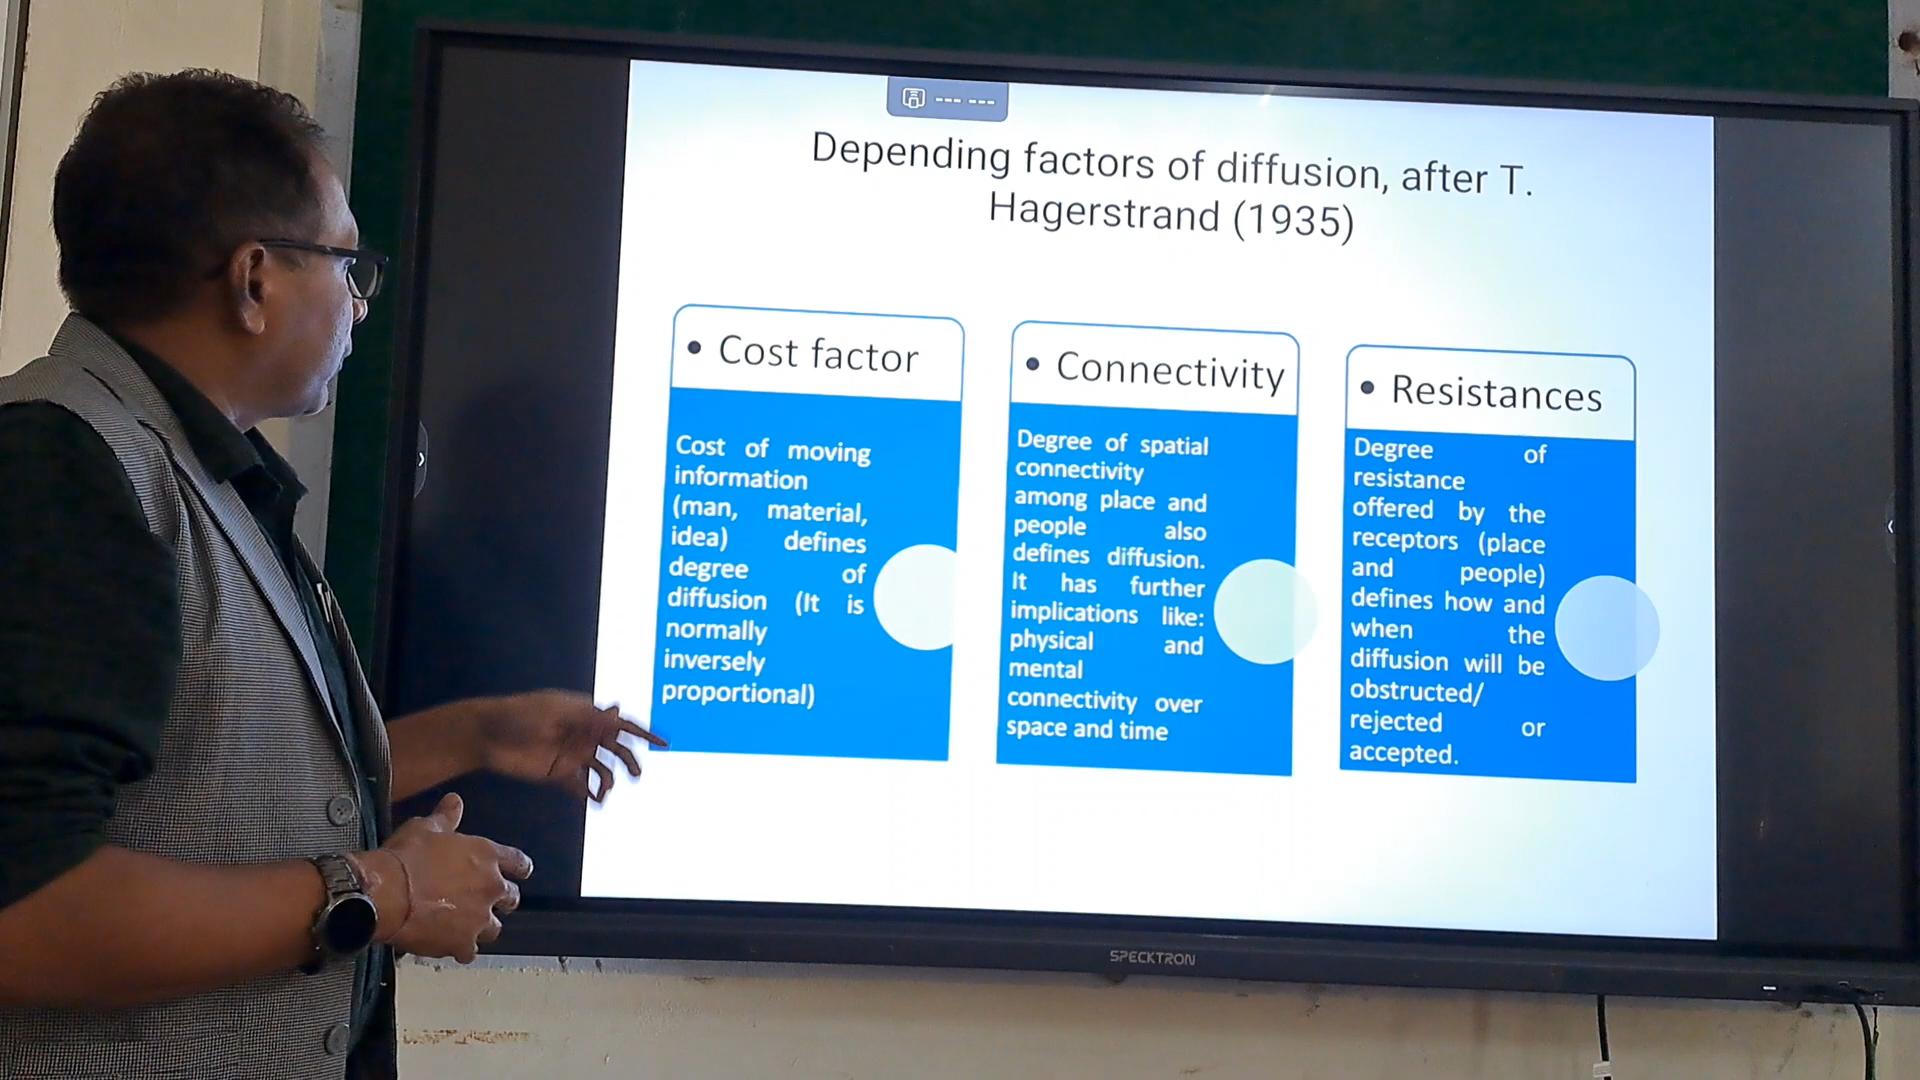 Depending factors of diffusion, after T.
Hagerstrand (1935)
• Cost factor
Cost of moving
information
(man, material,
idea) defines
degree of
diffusion (It is
normally
inversely
proportional)
• Connectivity
Degree of spatial
connectivity
among place and
people also
defines diffusion.
It has further
implications like:
physical and
mental
connectivity over
space and time
• Resistances
Degree of
resistance
offered by the
receptors (place
and people)
defines how and
when the
diffusion will be
obstructed/
rejected or
accepted.
SPECKTRON